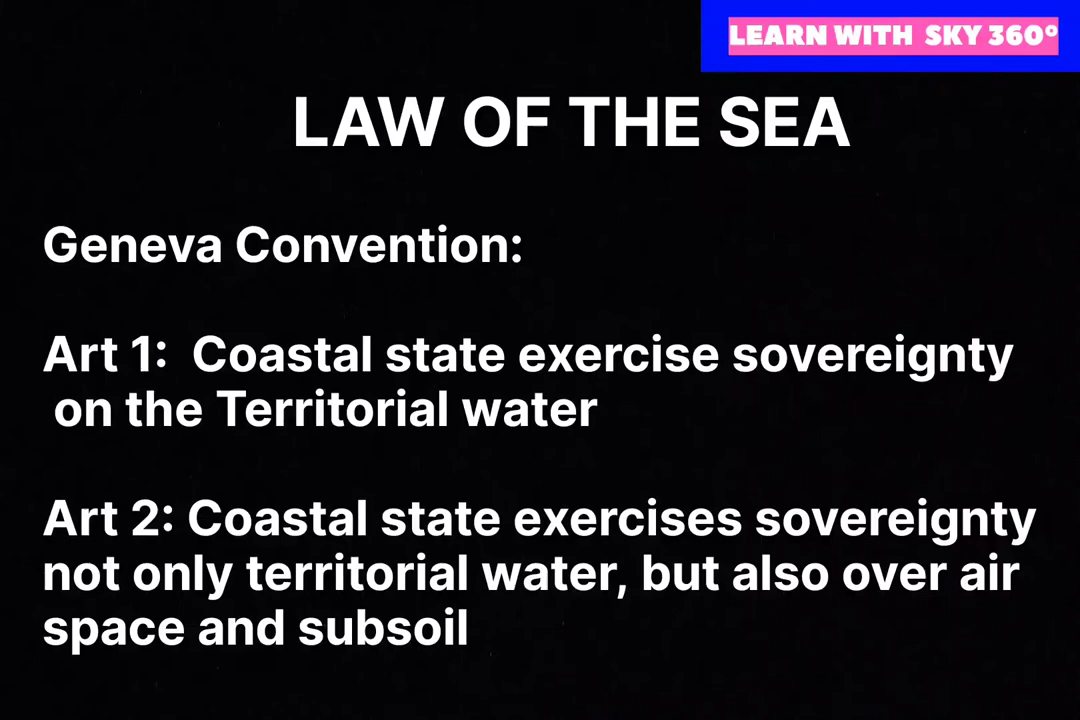 LEARN WITH SKY 360°
LAW OF THE SEA
Geneva Convention:
Art 1: Coastal state exercise sovereignty
on the Territorial water
Art 2: Coastal state exercises sovereignty
not only territorial water, but also over air
space and subsoil